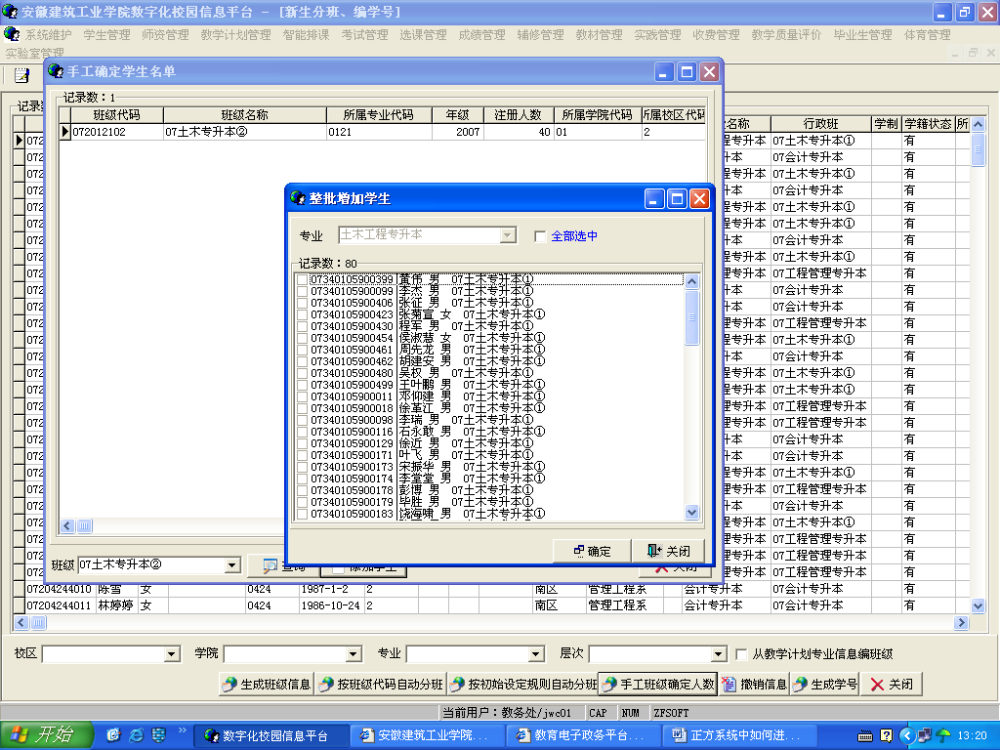 安徽建筑工业学院数字化校园信息平台 - [新生分班、编学号]
系统维护 学生管理 师资管理 教学计划管理 智能排课 考试管理 选课管理 成绩管理 辅修管理 教材管理 实践管理 收费管理 教学质量评价 毕业生管理 体育管理
实验室管理
手工确定学生名单
记录数：1
班级代码 班级名称 所属专业代码 年级 注册人数 所属学院代码 所属校区代码
072012102 07土木专升本② 0121 2007 40 01 2
整批增加学生
专业 土木工程专升本 全部选中
记录数：80
07340105900399 黄伟 男 07土木专升本①
07340105900099 李杰 男 07土木专升本①
07340105900406 张征 男 07土木专升本①
07340105900423 张菊宣 女 07土木专升本①
07340105900430 程军 男 07土木专升本①
07340105900454 侯淑慧 女 07土木专升本①
07340105900461 周先龙 男 07土木专升本①
07340105900462 胡建安 男 07土木专升本①
07340105900480 吴权 男 07土木专升本①
07340105900499 王叶鹏 男 07土木专升本①
07340105900011 邓仰建 男 07土木专升本①
07340105900018 徐革江 男 07土木专升本①
07340105900098 李瑞 男 07土木专升本①
07340105900116 石永敢 男 07土木专升本①
07340105900129 徐近 男 07土木专升本①
07340105900171 叶飞 男 07土木专升本①
07340105900173 宋振华 男 07土木专升本①
07340105900174 李堂堂 男 07土木专升本①
07340105900178 彭博 男 07土木专升本①
07340105900179 毕胜 男 07土木专升本①
07340105900183 饶海啸 男 07土木专升本①
确定 关闭
班级 07土木专升本② 查询 添加学生 关闭
记录数
名称 行政班 学制 学籍状态 所
072 程专升本 07土木专升本① 有
072 升本 07会计专升本 有
072 程专升本 07土木专升本① 有
072 升本 07会计专升本 有
072 程专升本 07土木专升本① 有
072 程专升本 07土木专升本① 有
072 升本 07会计专升本 有
072 程专升本 07土木专升本① 有
072 管理专升本 07工程管理专升本 有
072 升本 07会计专升本 有
072 升本 07会计专升本 有
072 管理专升本 07工程管理专升本 有
072 程专升本 07土木专升本① 有
072 升本 07会计专升本 有
072 程专升本 07土木专升本① 有
072 程专升本 07土木专升本① 有
072 管理专升本 07工程管理专升本 有
072 管理专升本 07工程管理专升本 有
072 升本 07会计专升本 有
072 升本 07会计专升本 有
072 程专升本 07土木专升本① 有
072 管理专升本 07工程管理专升本 有
072 升本 07会计专升本 有
072 程专升本 07土木专升本① 有
072 管理专升本 07工程管理专升本 有
072 程专升本 07土木专升本① 有
072 管理专升本 07工程管理专升本 有
07204244010 陈雪 女 0424 1987-1-2 2 南区 管理工程系 会计专升本 07会计专升本 有
07204244011 林婷婷 女 0424 1986-10-24 2 南区 管理工程系 会计专升本 07会计专升本 有
校区 学院 专业 层次 从教学计划专业信息编班级
生成班级信息 按班级代码自动分班 按初始设定规则自动分班 手工班级确定人数 撤销信息 生成学号 关闭
当前用户：教务处/jwc01 CAP NUM ZFSOFT
开始 数字化校园信息平台 安徽建筑工业学院... 教育电子政务平台... 正方系统中如何进... 13:20